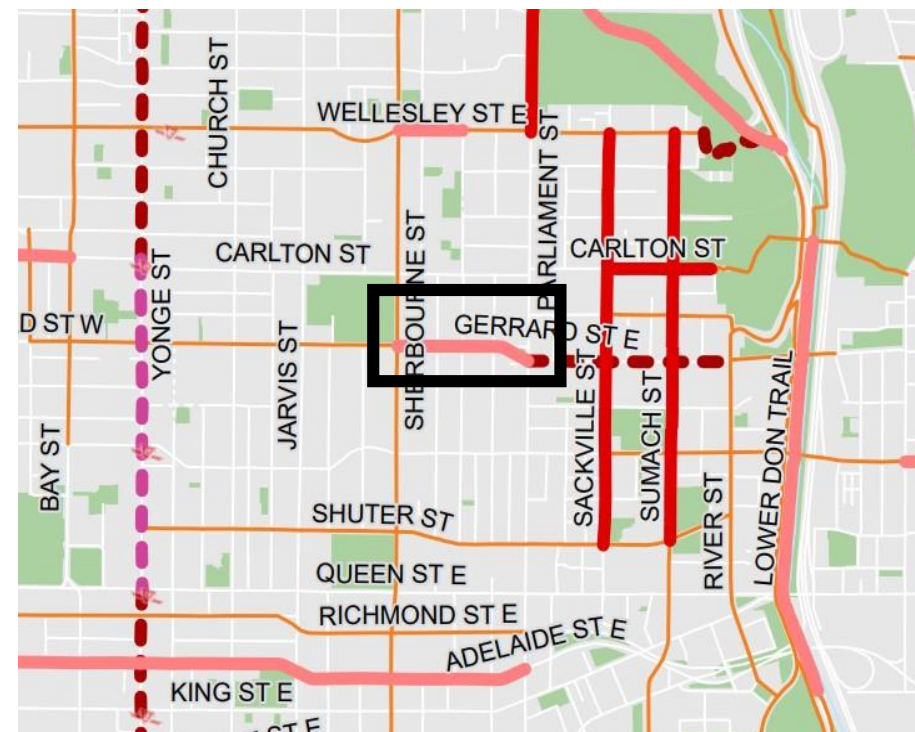 CHURCH ST
WELLESLEY ST E
PARLIAMENT ST
CARLTON ST
CARLTON ST
SHERBOURNE ST
YONGE ST
D ST W
GERRARD ST E
JARVIS ST
BAY ST
SACKVILLE ST
SUMACH ST
RIVER ST
LOWER DON TRAIL
SHUTER ST
QUEEN ST E
RICHMOND ST E
ADELAIDE ST E
KING ST E
ST E